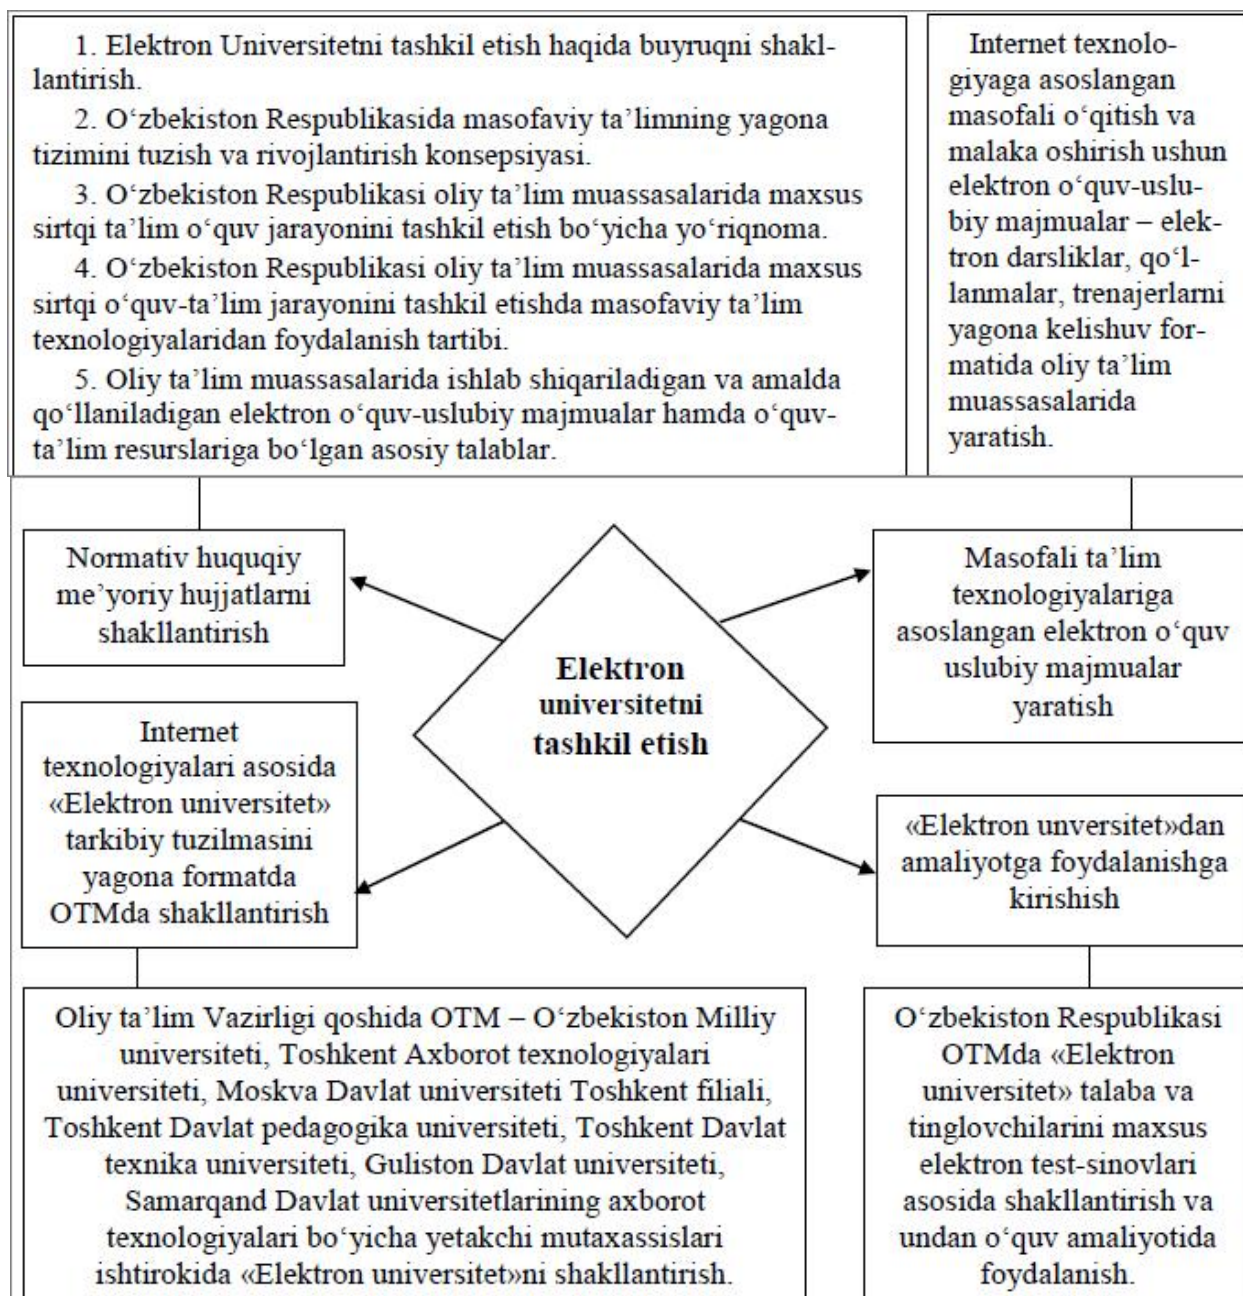 1. Elektron Universitetni tashkil etish haqida buyruqni shakl-
lantirish.
2. O‘zbekiston Respublikasida masofaviy ta’limning yagona
tizimini tuzish va rivojlantirish konsepsiyasi.
3. O‘zbekiston Respublikasi oliy ta’lim muassasalarida maxsus
sirtqi ta’lim o‘quv jarayonini tashkil etish bo‘yicha yo‘riqnoma.
4. O‘zbekiston Respublikasi oliy ta’lim muassasalarida maxsus
sirtqi o‘quv-ta’lim jarayonini tashkil etishda masofaviy ta’lim
texnologiyalaridan foydalanish tartibi.
5. Oliy ta’lim muassasalarida ishlab shiqariladigan va amalda
qo‘llaniladigan elektron o‘quv-uslubiy majmualar hamda o‘quv-
ta’lim resurslariga bo‘lgan asosiy talablar.
Internet texnolo-
giyaga asoslangan
masofali o‘qitish va
malaka oshirish ushun
elektron o‘quv-uslu-
biy majmualar – elek-
tron darsliklar, qo‘l-
lanmalar, trenajerlarni
yagona kelishuv for-
matida oliy ta’lim
muassasalarida
yaratish.
Normativ huquqiy
me’yoriy hujjatlarni
shakllantirish
Elektron
universitetni
tashkil etish
Masofali ta’lim
texnologiyalariga
asoslangan elektron o‘quv
uslubiy majmualar
yaratish
Internet
texnologiyalari asosida
«Elektron universitet»
tarkibiy tuzilmasini
yagona formatda
OTMda shakllantirish
«Elektron unversitet»dan
amaliyotga foydalanishga
kirishish
Oliy ta’lim Vazirligi qoshida OTM – O‘zbekiston Milliy
universiteti, Toshkent Axborot texnologiyalari
universiteti, Moskva Davlat universiteti Toshkent filiali,
Toshkent Davlat pedagogika universiteti, Toshkent Davlat
texnika universiteti, Guliston Davlat universiteti,
Samarqand Davlat universitetlarining axborot
texnologiyalari bo‘yicha yetakchi mutaxassislari
ishtirokida «Elektron universitet»ni shakllantirish.
O‘zbekiston Respublikasi
OTMda «Elektron
universitet» talaba va
tinglovchilarini maxsus
elektron test-sinovlari
asosida shakllantirish va
undan o‘quv amaliyotida
foydalanish.